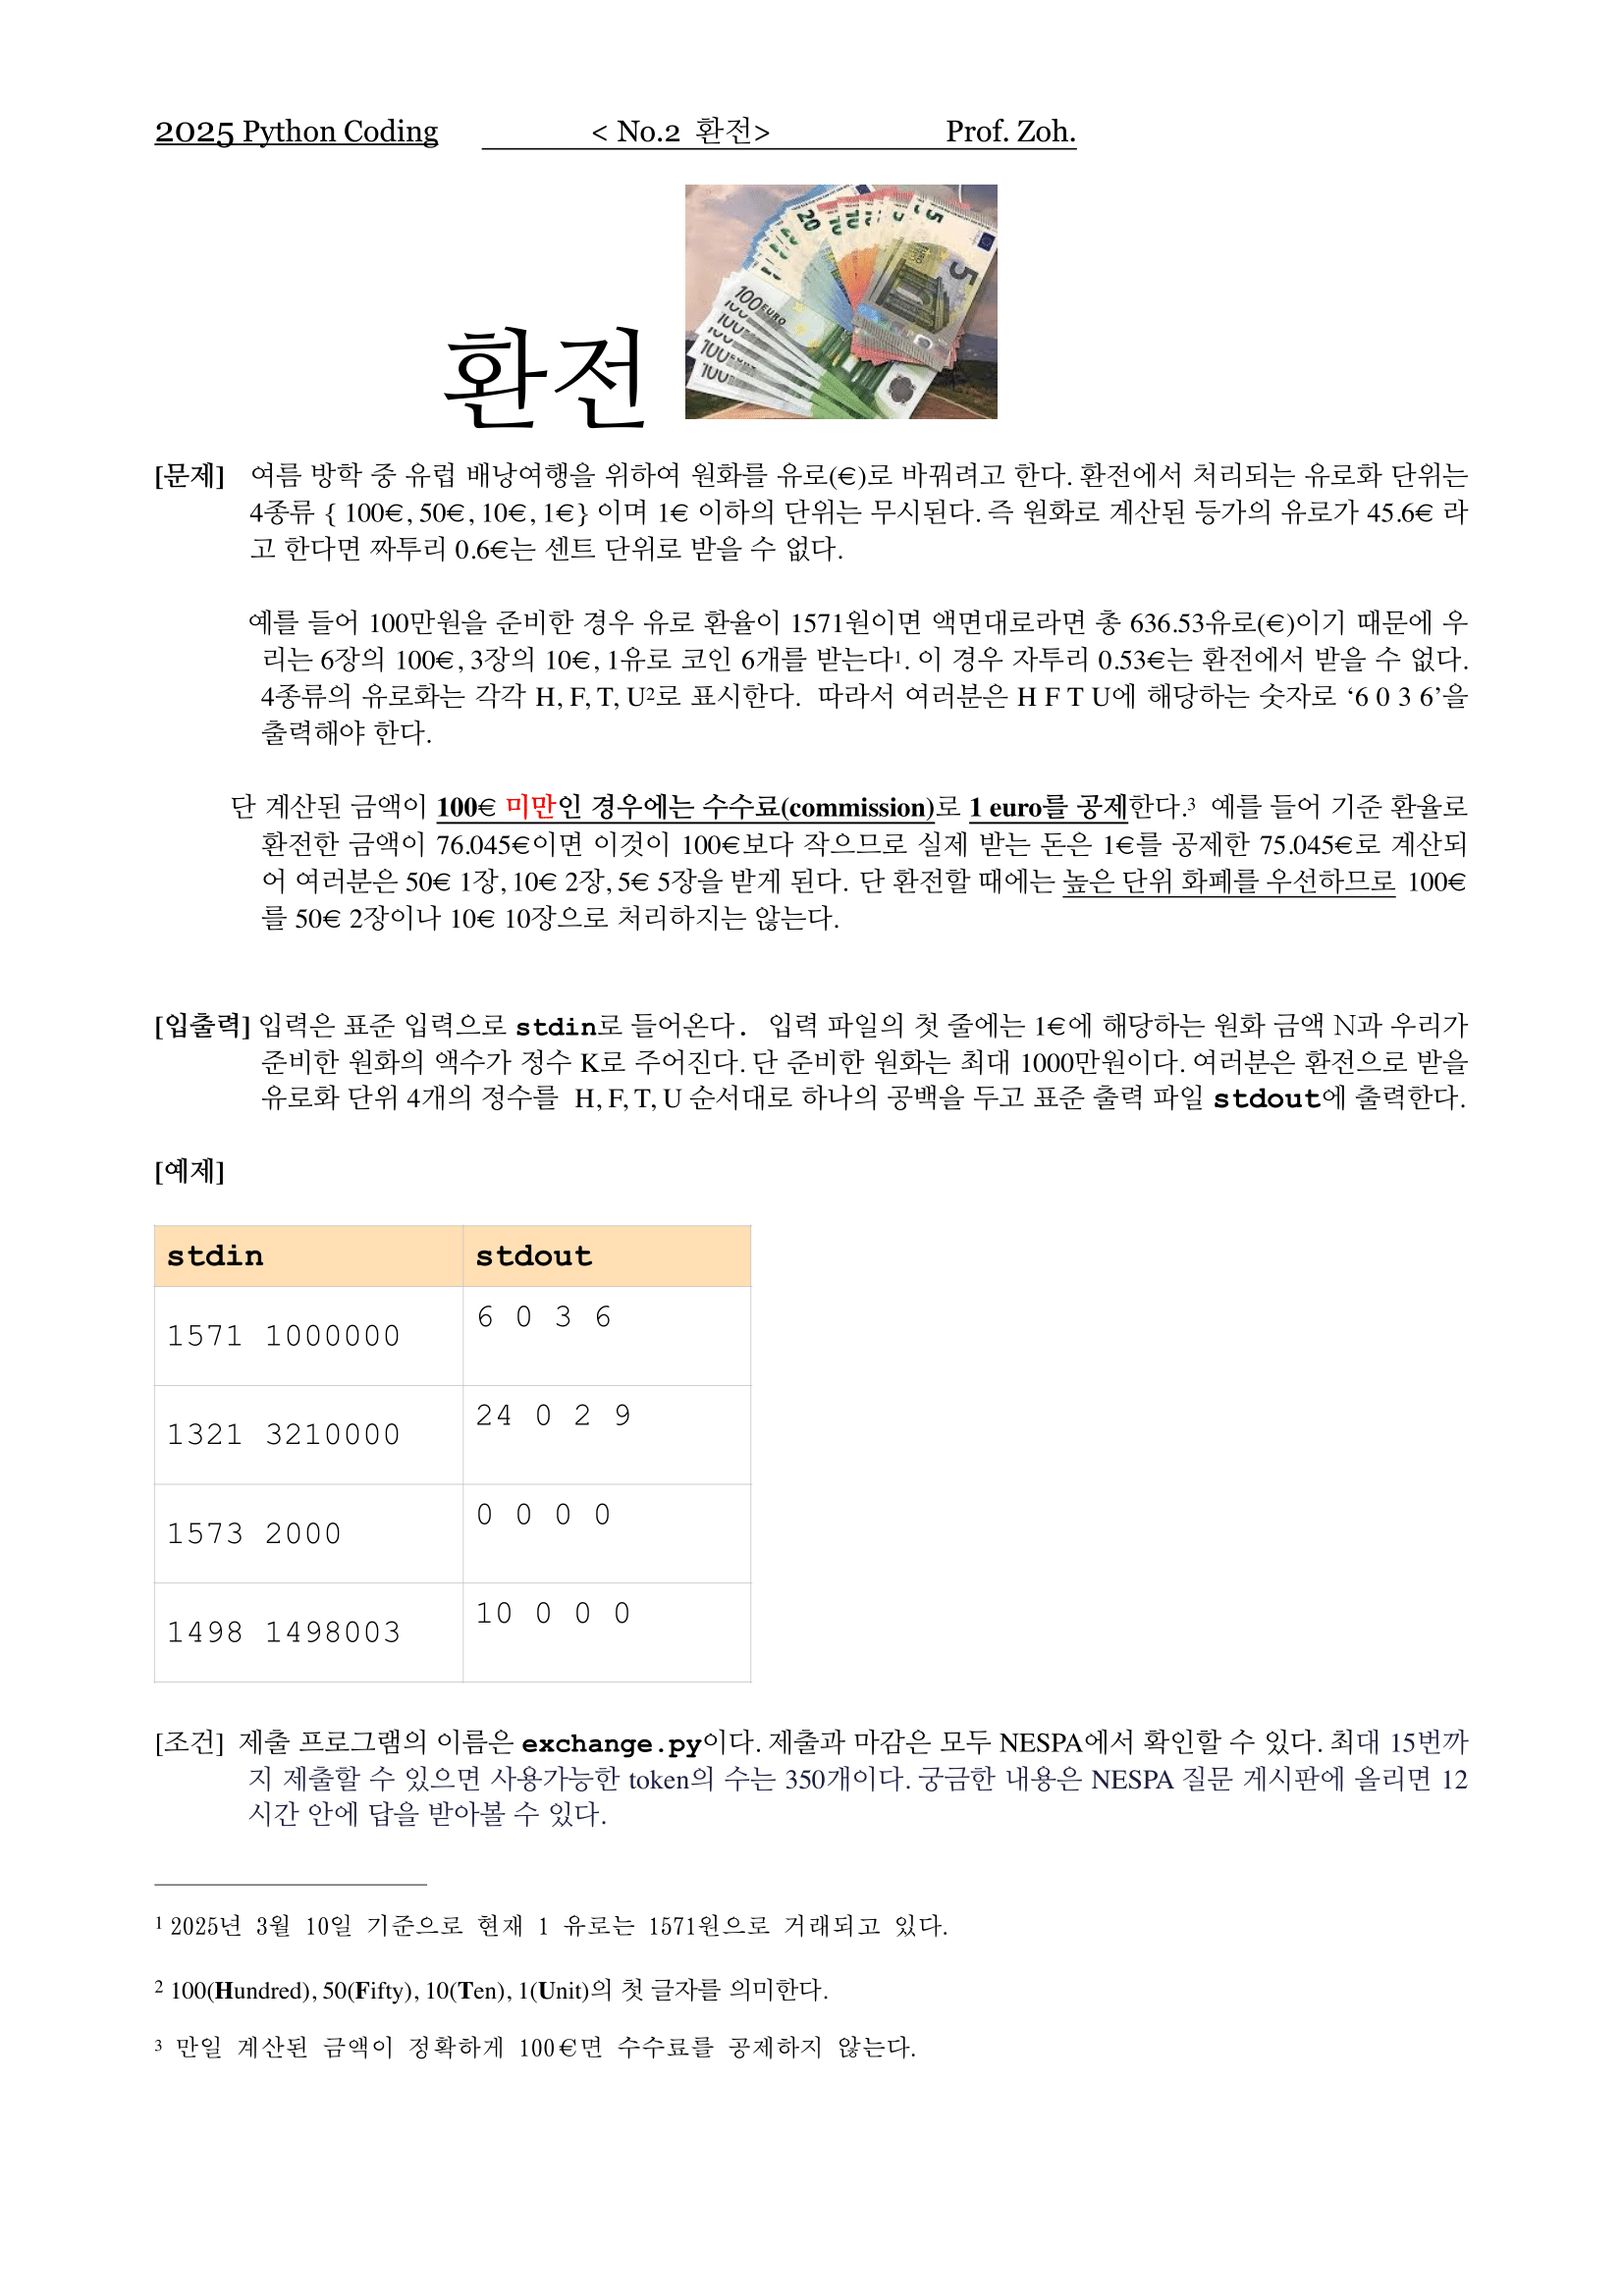 2025 Python Coding < No.2 환전> Prof. Zoh.
환전
[문제] 여름 방학 중 유럽 배낭여행을 위하여 원화를 유로(€)로 바꿔려고 한다. 환전에서 처리되는 유로화 단위는
4종류 { 100€, 50€, 10€, 1€} 이며 1€ 이하의 단위는 무시된다. 즉 원화로 계산된 등가의 유로가 45.6€ 라
고 한다면 짜투리 0.6€는 센트 단위로 받을 수 없다.
예를 들어 100만원을 준비한 경우 유로 환율이 1571원이면 액면대로라면 총 636.53유로(€)이기 때문에 우
리는 6장의 100€, 3장의 10€, 1유로 코인 6개를 받는다1. 이 경우 자투리 0.53€는 환전에서 받을 수 없다.
4종류의 유로화는 각각 H, F, T, U2로 표시한다. 따라서 여러분은 H F T U에 해당하는 숫자로 ‘6 0 3 6’을
출력해야 한다.
단 계산된 금액이 100€ 미만인 경우에는 수수료(commission)로 1 euro를 공제한다.3 예를 들어 기준 환율로
환전한 금액이 76.045€이면 이것이 100€보다 작으므로 실제 받는 돈은 1€를 공제한 75.045€로 계산되
어 여러분은 50€ 1장, 10€ 2장, 5€ 5장을 받게 된다. 단 환전할 때에는 높은 단위 화폐를 우선하므로 100€
를 50€ 2장이나 10€ 10장으로 처리하지는 않는다.
[입출력] 입력은 표준 입력으로 stdin로 들어온다. 입력 파일의 첫 줄에는 1€에 해당하는 원화 금액 N과 우리가
준비한 원화의 액수가 정수 K로 주어진다. 단 준비한 원화는 최대 1000만원이다. 여러분은 환전으로 받을
유로화 단위 4개의 정수를 H, F, T, U 순서대로 하나의 공백을 두고 표준 출력 파일 stdout에 출력한다.
[예제]
stdin stdout
1571 1000000 6 0 3 6
1321 3210000 24 0 2 9
1573 2000 0 0 0 0
1498 1498003 10 0 0 0
[조건] 제출 프로그램의 이름은 exchange.py이다. 제출과 마감은 모두 NESPA에서 확인할 수 있다. 최대 15번까
지 제출할 수 있으면 사용가능한 token의 수는 350개이다. 궁금한 내용은 NESPA 질문 게시판에 올리면 12
시간 안에 답을 받아볼 수 있다.
1 2025년 3월 10일 기준으로 현재 1 유로는 1571원으로 거래되고 있다.
2 100(Hundred), 50(Fifty), 10(Ten), 1(Unit)의 첫 글자를 의미한다.
3 만일 계산된 금액이 정확하게 100€면 수수료를 공제하지 않는다.